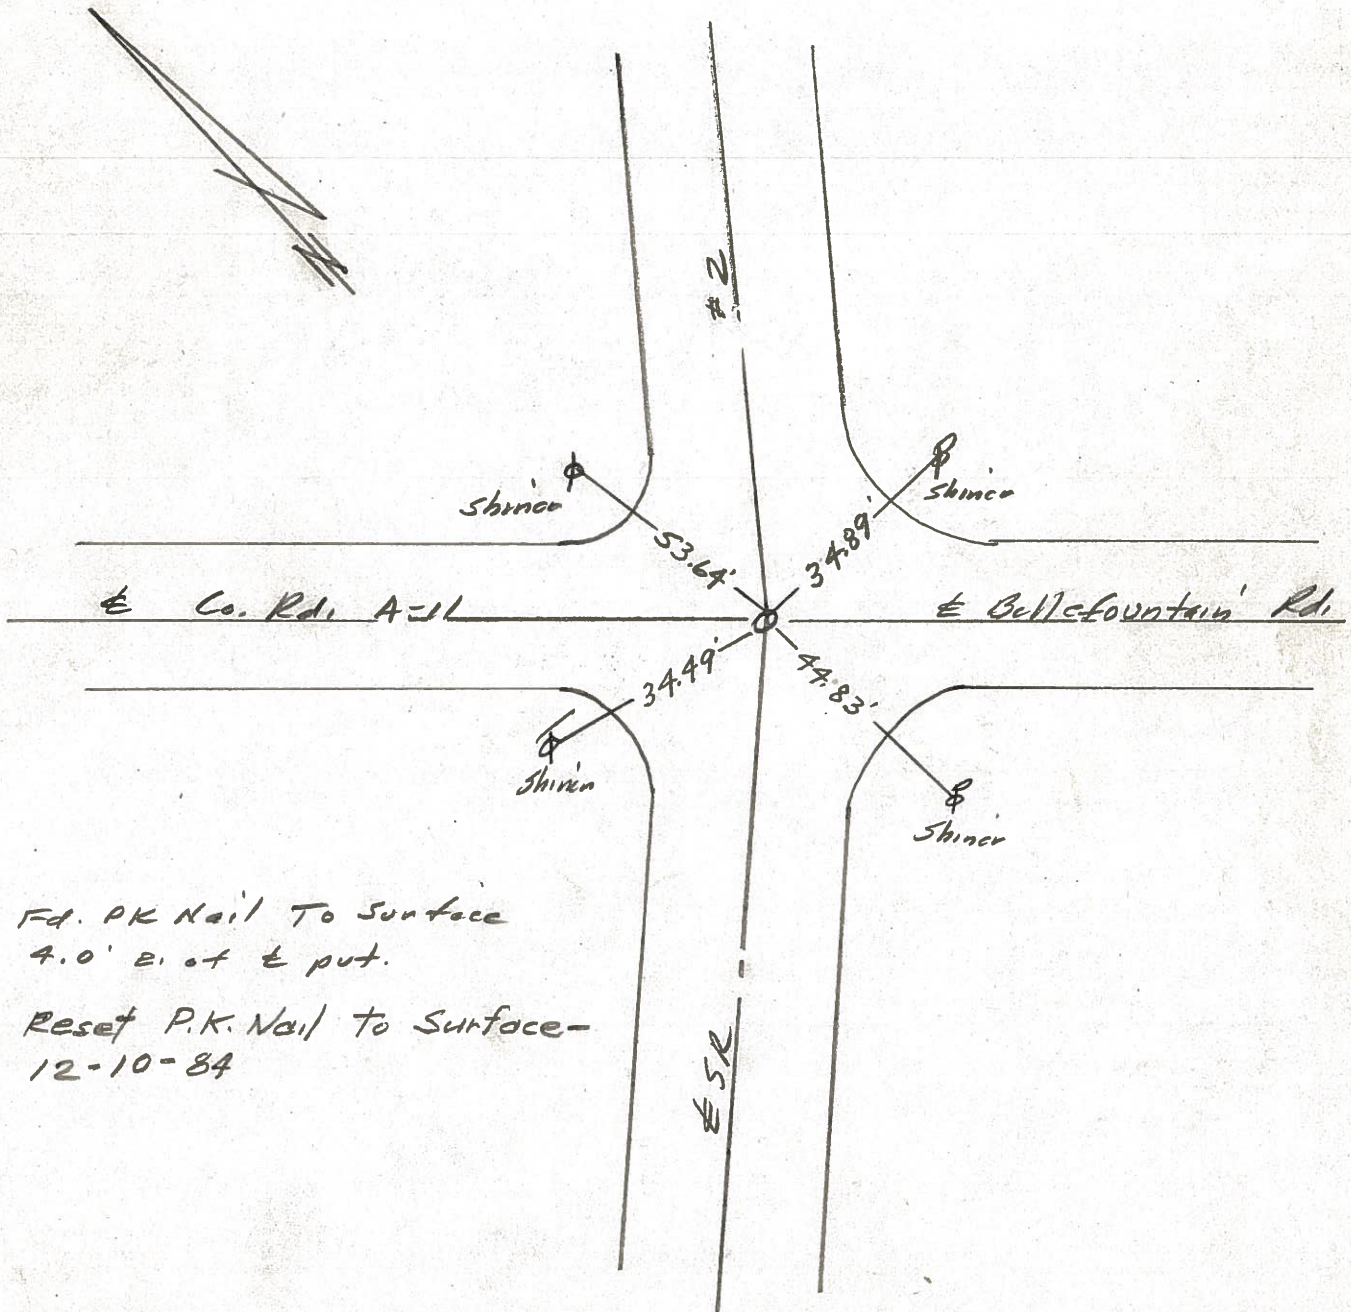 N
℄ # 2
shiner
shiner
53.64'
34.89'
℄ Co. Rd. A-11
℄ Bellefountain Rd.
34.49'
44.83'
shiner
shiner
Fd. PK Nail To Surface
4.0' E. of ℄ pvt.
Reset P.K. Nail to Surface-
12-10-84
℄ SR